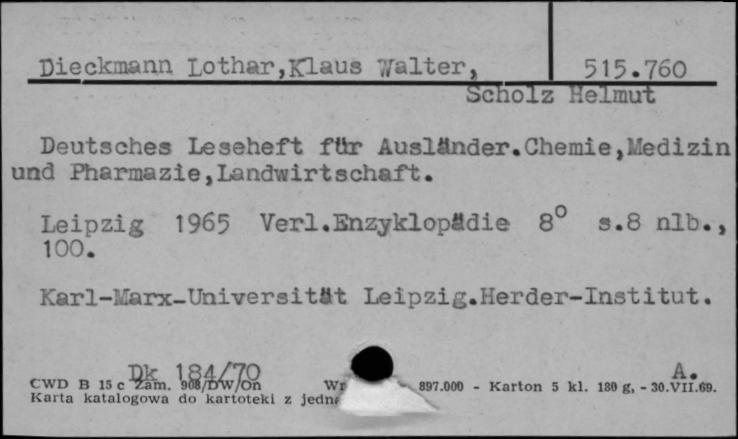 Dieckmann Lothar,Klaus Walter, 515.760
Scholz Helmut
Deutsches Leseheft für Ausländer.Chemie,Medizin
und Pharmazie,Landwirtschaft.
Leipzig 1965 Verl.Enzyklopädie 8° s.8 nlb.,
100.
Karl-Marx-Universität Leipzig.Herder-Institut.
Dk 184/70 A.
CWD B 15 c Zam. 908/DW/On 897.000 - Karton 5 kl. 180 g, - 30.VII.69.
Karta katalogowa do kartoteki z